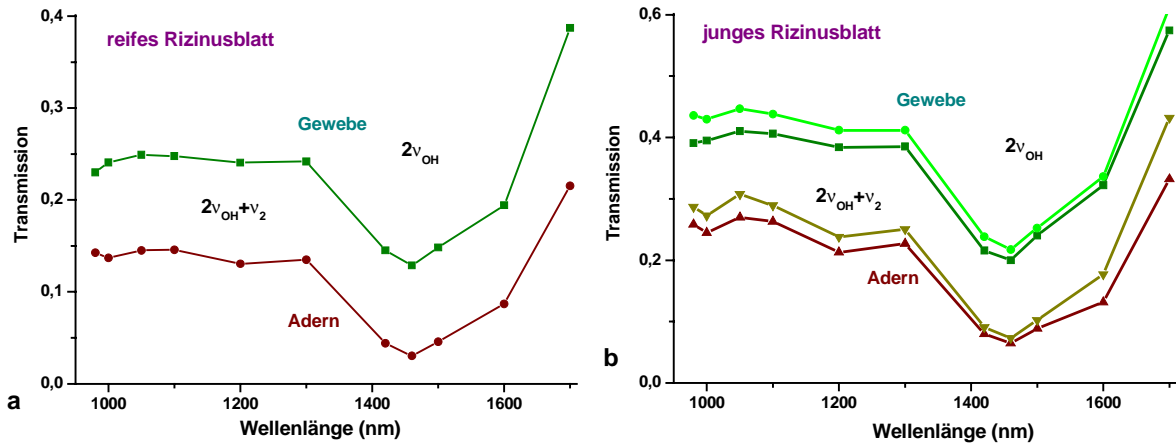 reifes Rizinusblatt
0,4
0,3
0,2
0,1
0,0
Transmission
Gewebe
2νOH
2νOH+ν2
Adern
1000 1200 1400 1600
Wellenlänge (nm)
a
junges Rizinusblatt
0,6
0,4
0,2
0,0
Transmission
Gewebe
2νOH
2νOH+ν2
Adern
1000 1200 1400 1600
Wellenlänge (nm)
b